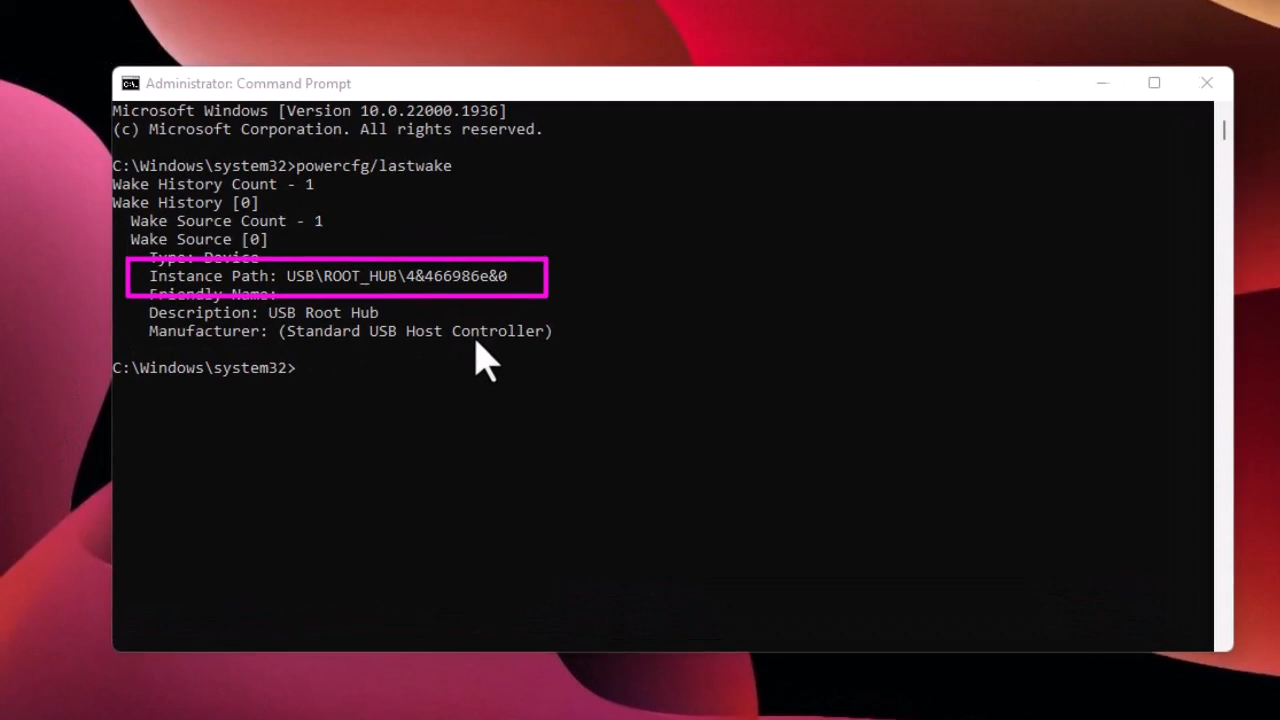 Administrator: Command Prompt
Microsoft Windows [Version 10.0.22000.1936]
(c) Microsoft Corporation. All rights reserved.
C:\Windows\system32>powercfg/lastwake
Wake History Count - 1
Wake History [0]
Wake Source Count - 1
Wake Source [0]
Type: Device
Instance Path: USB\ROOT_HUB\4&466986e&0
Friendly Name:
Description: USB Root Hub
Manufacturer: (Standard USB Host Controller)
C:\Windows\system32>